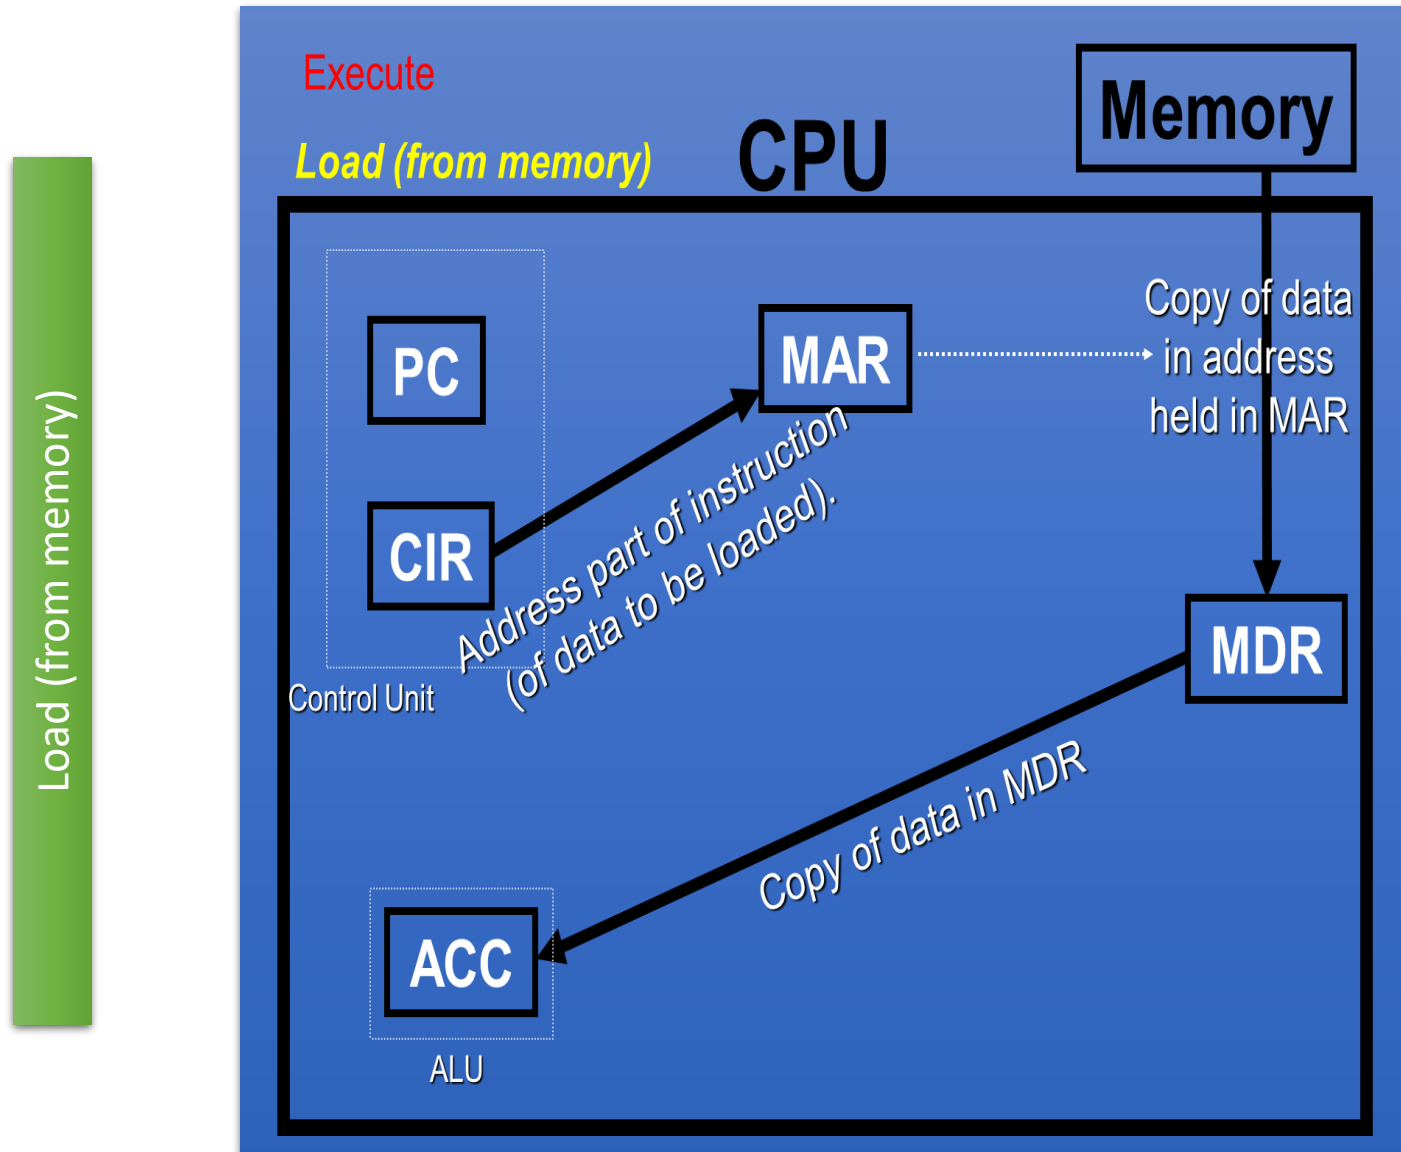 Load (from memory)
Execute
Load (from memory)
CPU
Memory
PC
MAR
Copy of data
in address
held in MAR
CIR
Address part of instruction
(of data to be loaded).
MDR
Control Unit
Copy of data in MDR
ACC
ALU